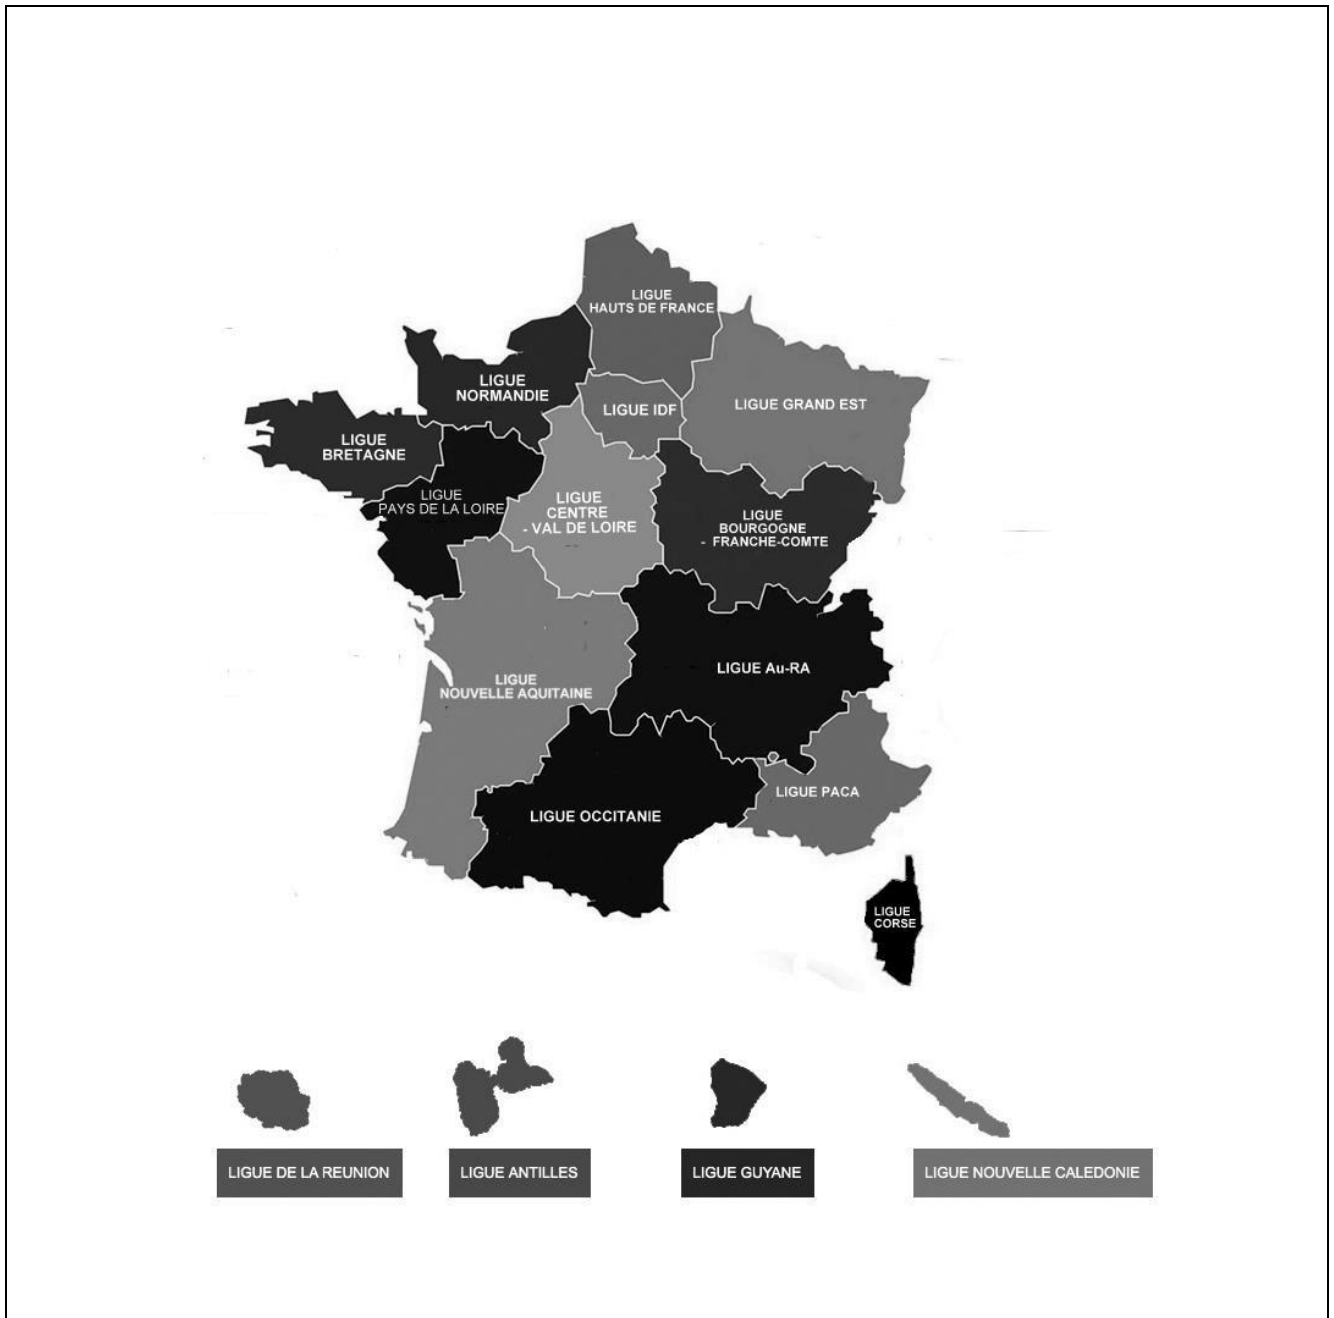 LIGUE
HAUTS DE FRANCE
LIGUE
NORMANDIE
LIGUE IDF
LIGUE GRAND EST
LIGUE
BRETAGNE
LIGUE
PAYS DE LA LOIRE
LIGUE
CENTRE
- VAL DE LOIRE
LIGUE
BOURGOGNE
- FRANCHE-COMTE
LIGUE Au-RA
LIGUE
NOUVELLE AQUITAINE
LIGUE PACA
LIGUE OCCITANIE
LIGUE
CORSE
LIGUE DE LA REUNION
LIGUE ANTILLES
LIGUE GUYANE
LIGUE NOUVELLE CALEDONIE